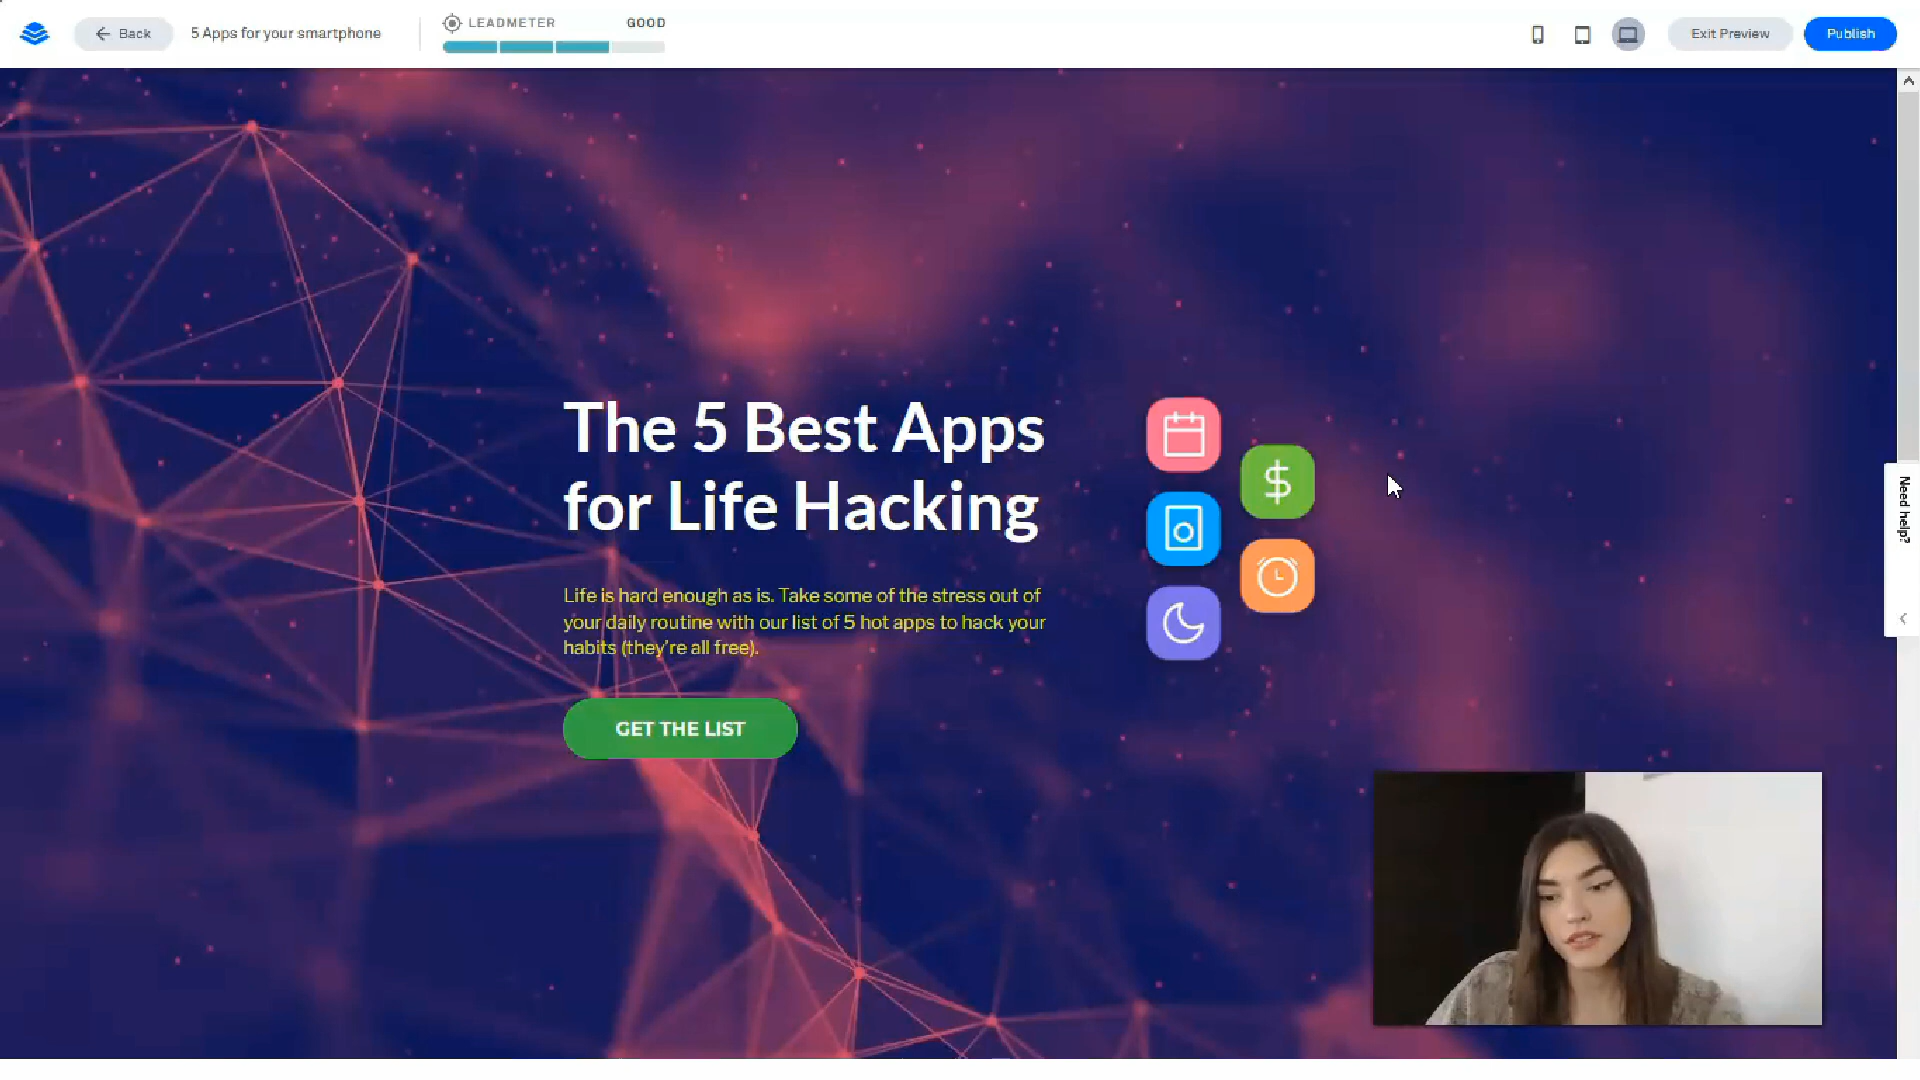 Back
5 Apps for your smartphone
LEADMETER
GOOD
Exit Preview
Publish
The 5 Best Apps
for Life Hacking
Life is hard enough as is. Take some of the stress out of
your daily routine with our list of 5 hot apps to hack your
habits (they're all free).
GET THE LIST
Need help?